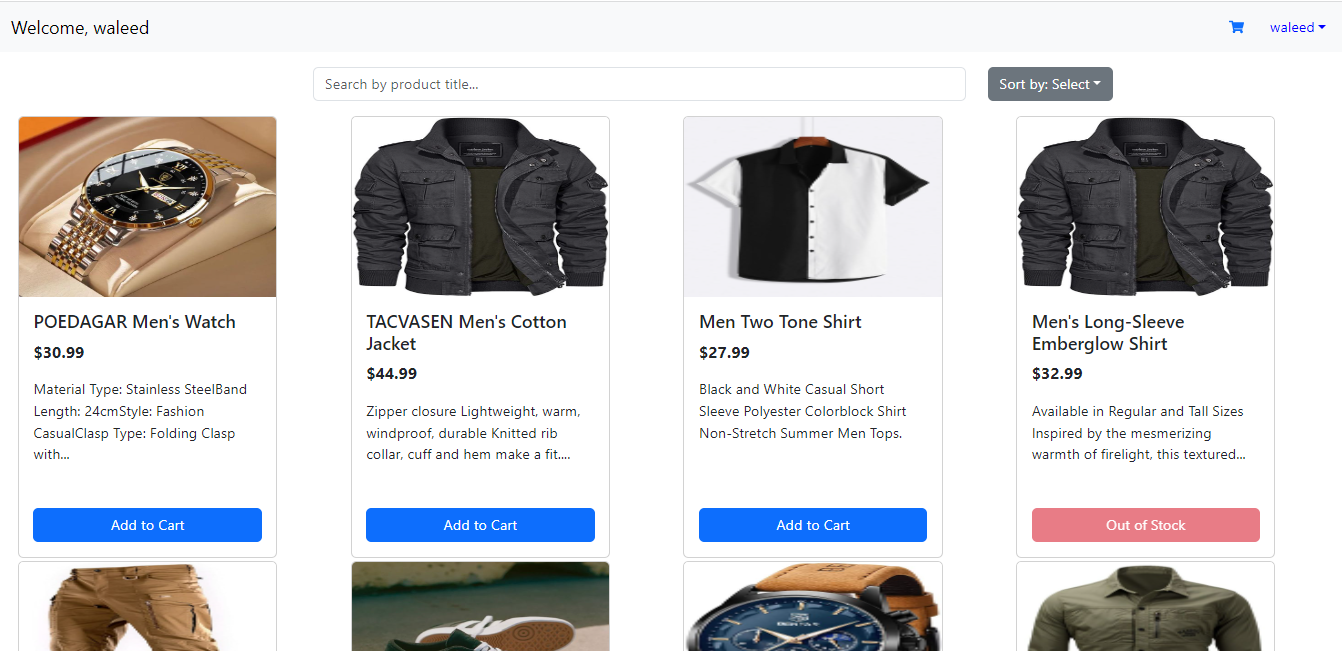 Welcome, waleed
waleed
Search by product title...
Sort by: Select
POEDAGAR Men's Watch
$30.99
Material Type: Stainless SteelBand
Length: 24cmStyle: Fashion
CasualClasp Type: Folding Clasp
with...
Add to Cart
TACVASEN Men's Cotton
Jacket
$44.99
Zipper closure Lightweight, warm,
windproof, durable Knitted rib
collar, cuff and hem make a fit....
Add to Cart
Men Two Tone Shirt
$27.99
Black and White Casual Short
Sleeve Polyester Colorblock Shirt
Non-Stretch Summer Men Tops.
Add to Cart
Men's Long-Sleeve
Emberglow Shirt
$32.99
Available in Regular and Tall Sizes
Inspired by the mesmerizing
warmth of firelight, this textured...
Out of Stock